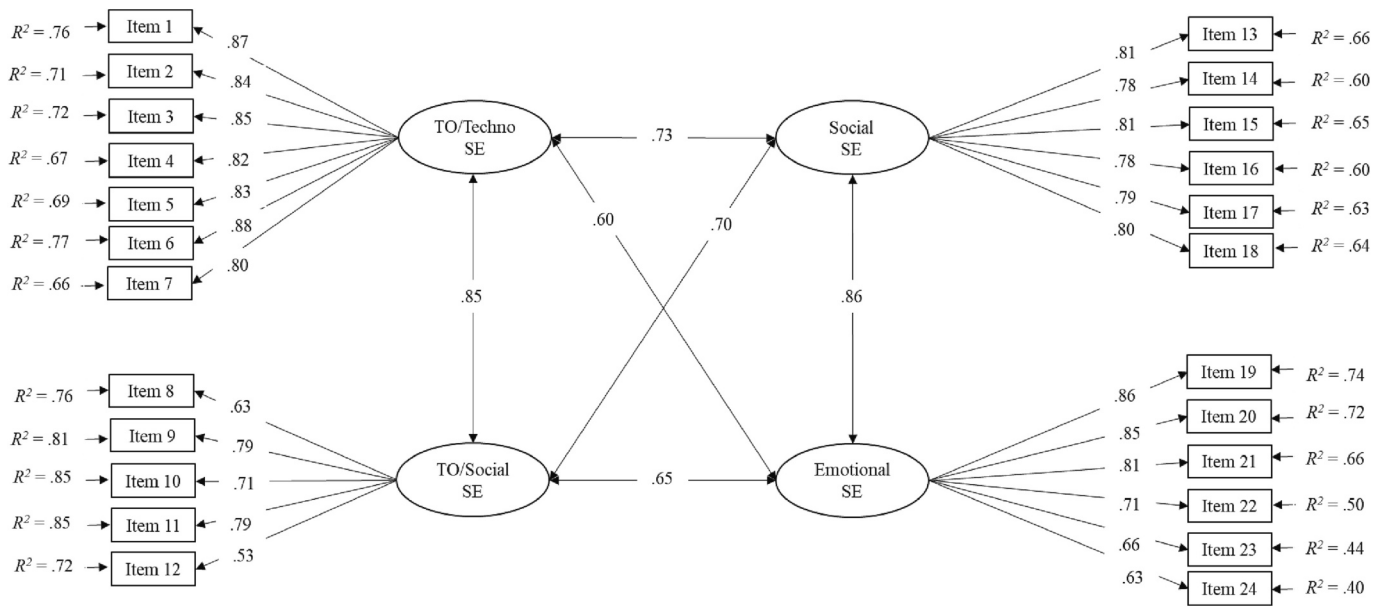 R² = .76 Item 1 .87
R² = .71 Item 2 .84
R² = .72 Item 3 .85
R² = .67 Item 4 .82
R² = .69 Item 5 .83
R² = .77 Item 6 .88
R² = .66 Item 7 .80
TO/Techno
SE
.73
Social
SE
.81 Item 13 R² = .66
.78 Item 14 R² = .60
.81 Item 15 R² = .65
.78 Item 16 R² = .60
.79 Item 17 R² = .63
.80 Item 18 R² = .64
.60
.70
.85
.86
R² = .76 Item 8 .63
R² = .81 Item 9 .79
R² = .85 Item 10 .71
R² = .85 Item 11 .79
R² = .72 Item 12 .53
TO/Social
SE
.65
Emotional
SE
.86 Item 19 R² = .74
.85 Item 20 R² = .72
.81 Item 21 R² = .66
.71 Item 22 R² = .50
.66 Item 23 R² = .44
.63 Item 24 R² = .40